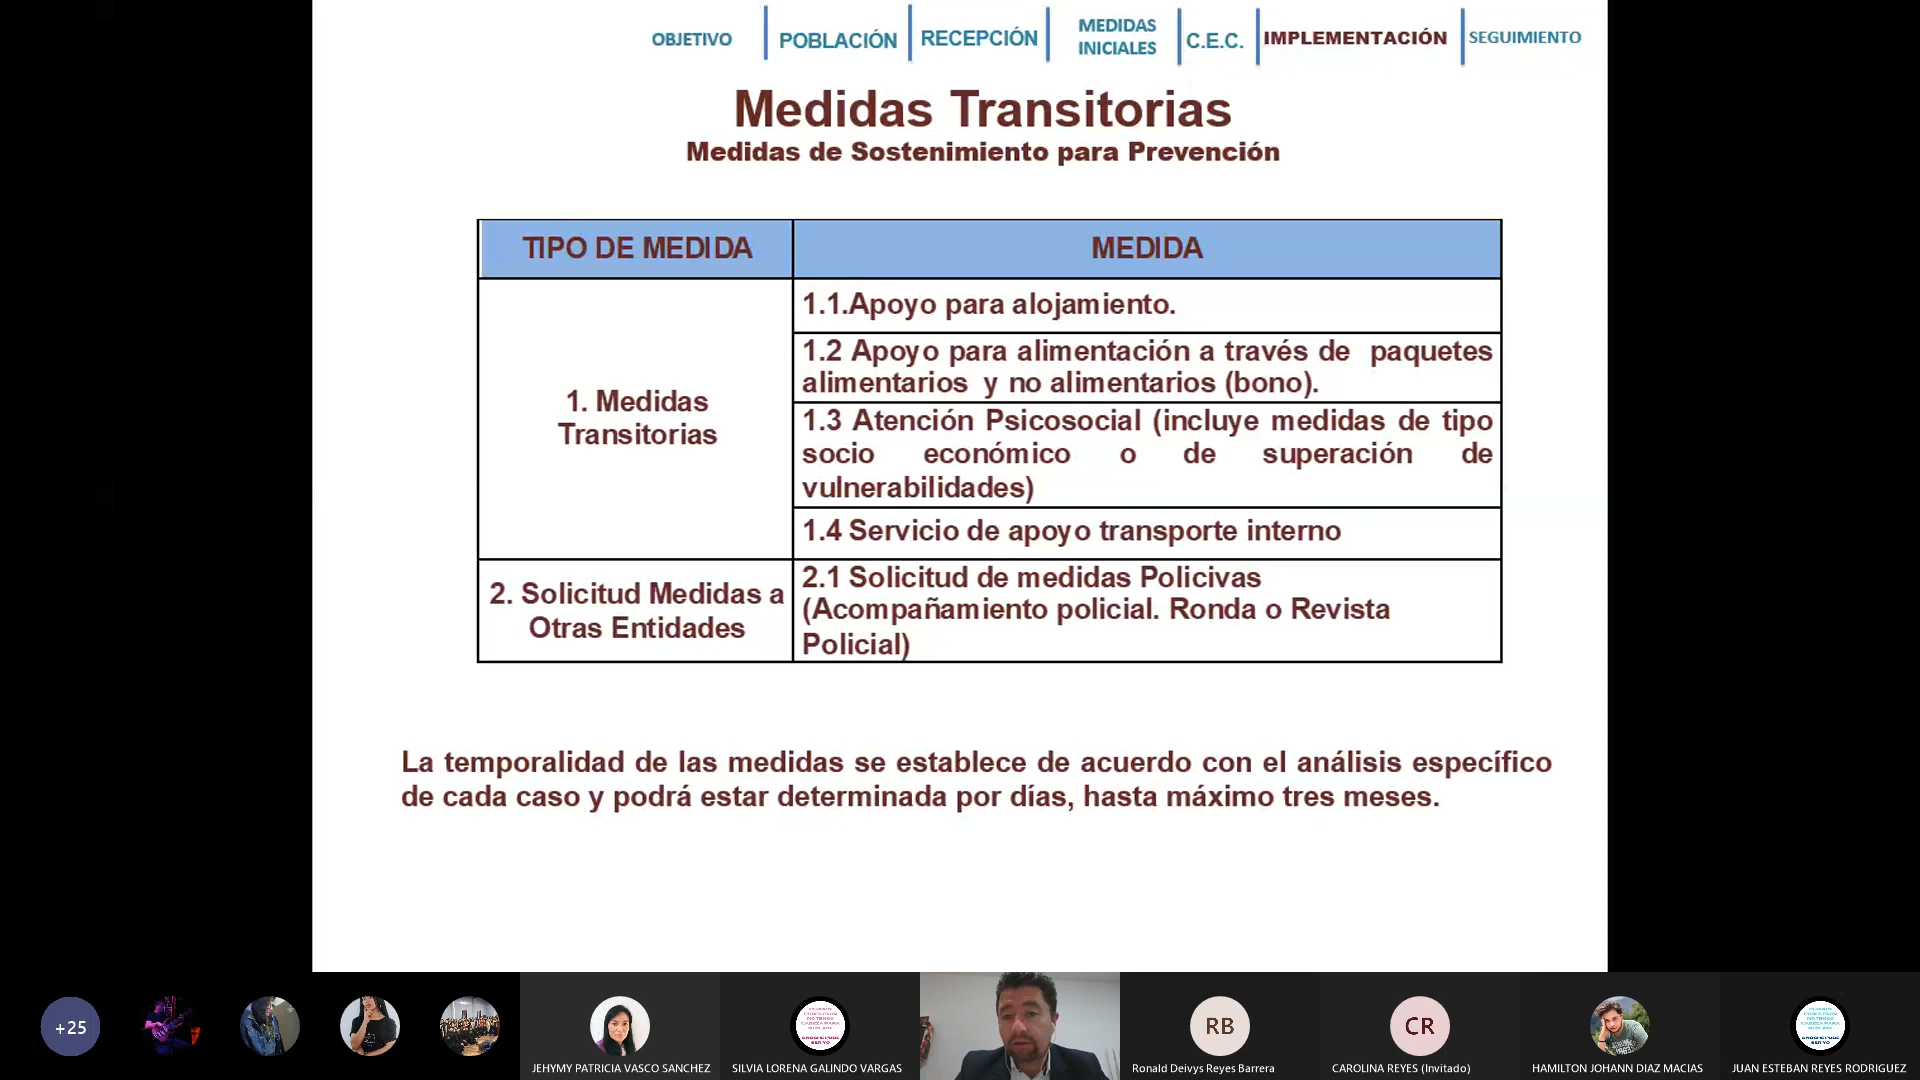 OBJETIVO
POBLACIÓN
RECEPCIÓN
MEDIDAS
INICIALES
C.E.C.
IMPLEMENTACIÓN
SEGUIMIENTO
Medidas Transitorias
Medidas de Sostenimiento para Prevención
TIPO DE MEDIDA
MEDIDA
1. Medidas
Transitorias
1.1.Apoyo para alojamiento.
1.2 Apoyo para alimentación a través de paquetes
alimentarios y no alimentarios (bono).
1.3 Atención Psicosocial (incluye medidas de tipo
socio económico o de superación de
vulnerabilidades)
1.4 Servicio de apoyo transporte interno
2. Solicitud Medidas a
Otras Entidades
2.1 Solicitud de medidas Policivas
(Acompañamiento policial. Ronda o Revista
Policial)
La temporalidad de las medidas se establece de acuerdo con el análisis específico
de cada caso y podrá estar determinada por días, hasta máximo tres meses.
+25
JEHYMY PATRICIA VASCO SANCHEZ
SILVIA LORENA GALINDO VARGAS
RB
Ronald Deivys Reyes Barrera
CR
CAROLINA REYES (Invitado)
HAMILTON JOHANN DIAZ MACIAS
JUAN ESTEBAN REYES RODRIGUEZ